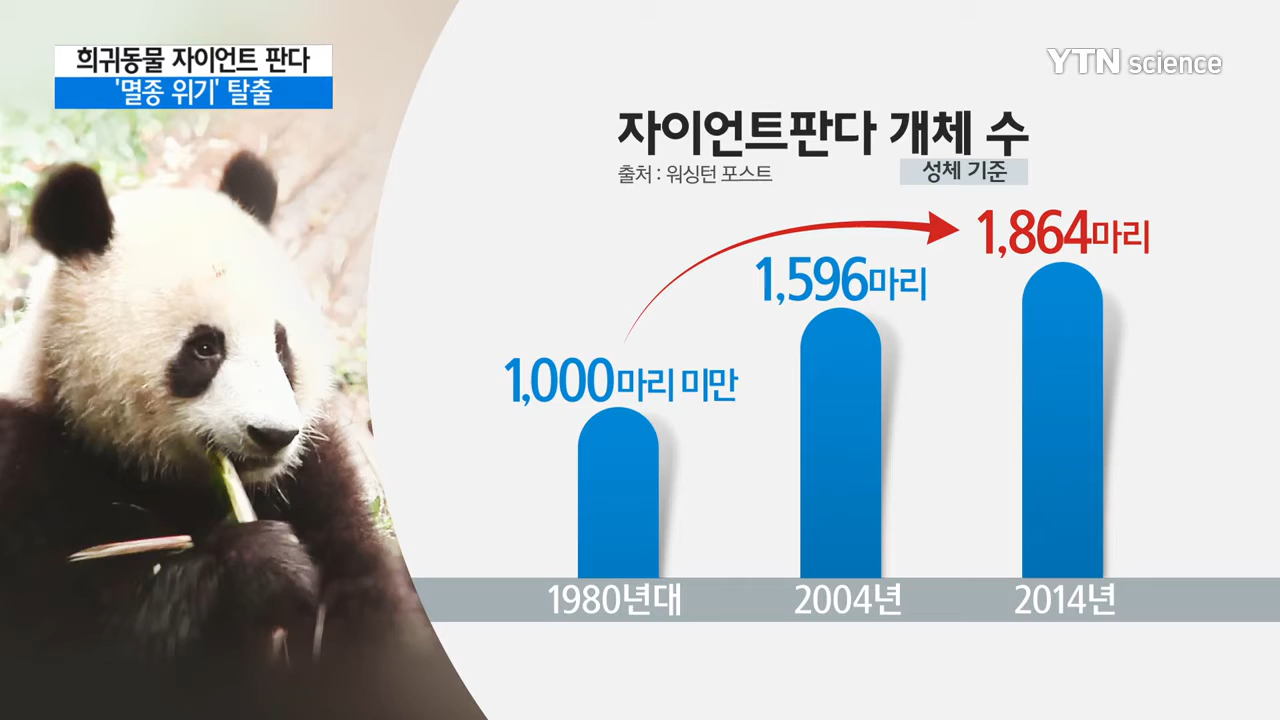 희귀동물 자이언트 판다
'멸종 위기' 탈출
YTN science
자이언트판다 개체 수
출처 : 워싱턴 포스트
성체 기준
1,000마리 미만
1,596마리
1,864마리
1980년대
2004년
2014년